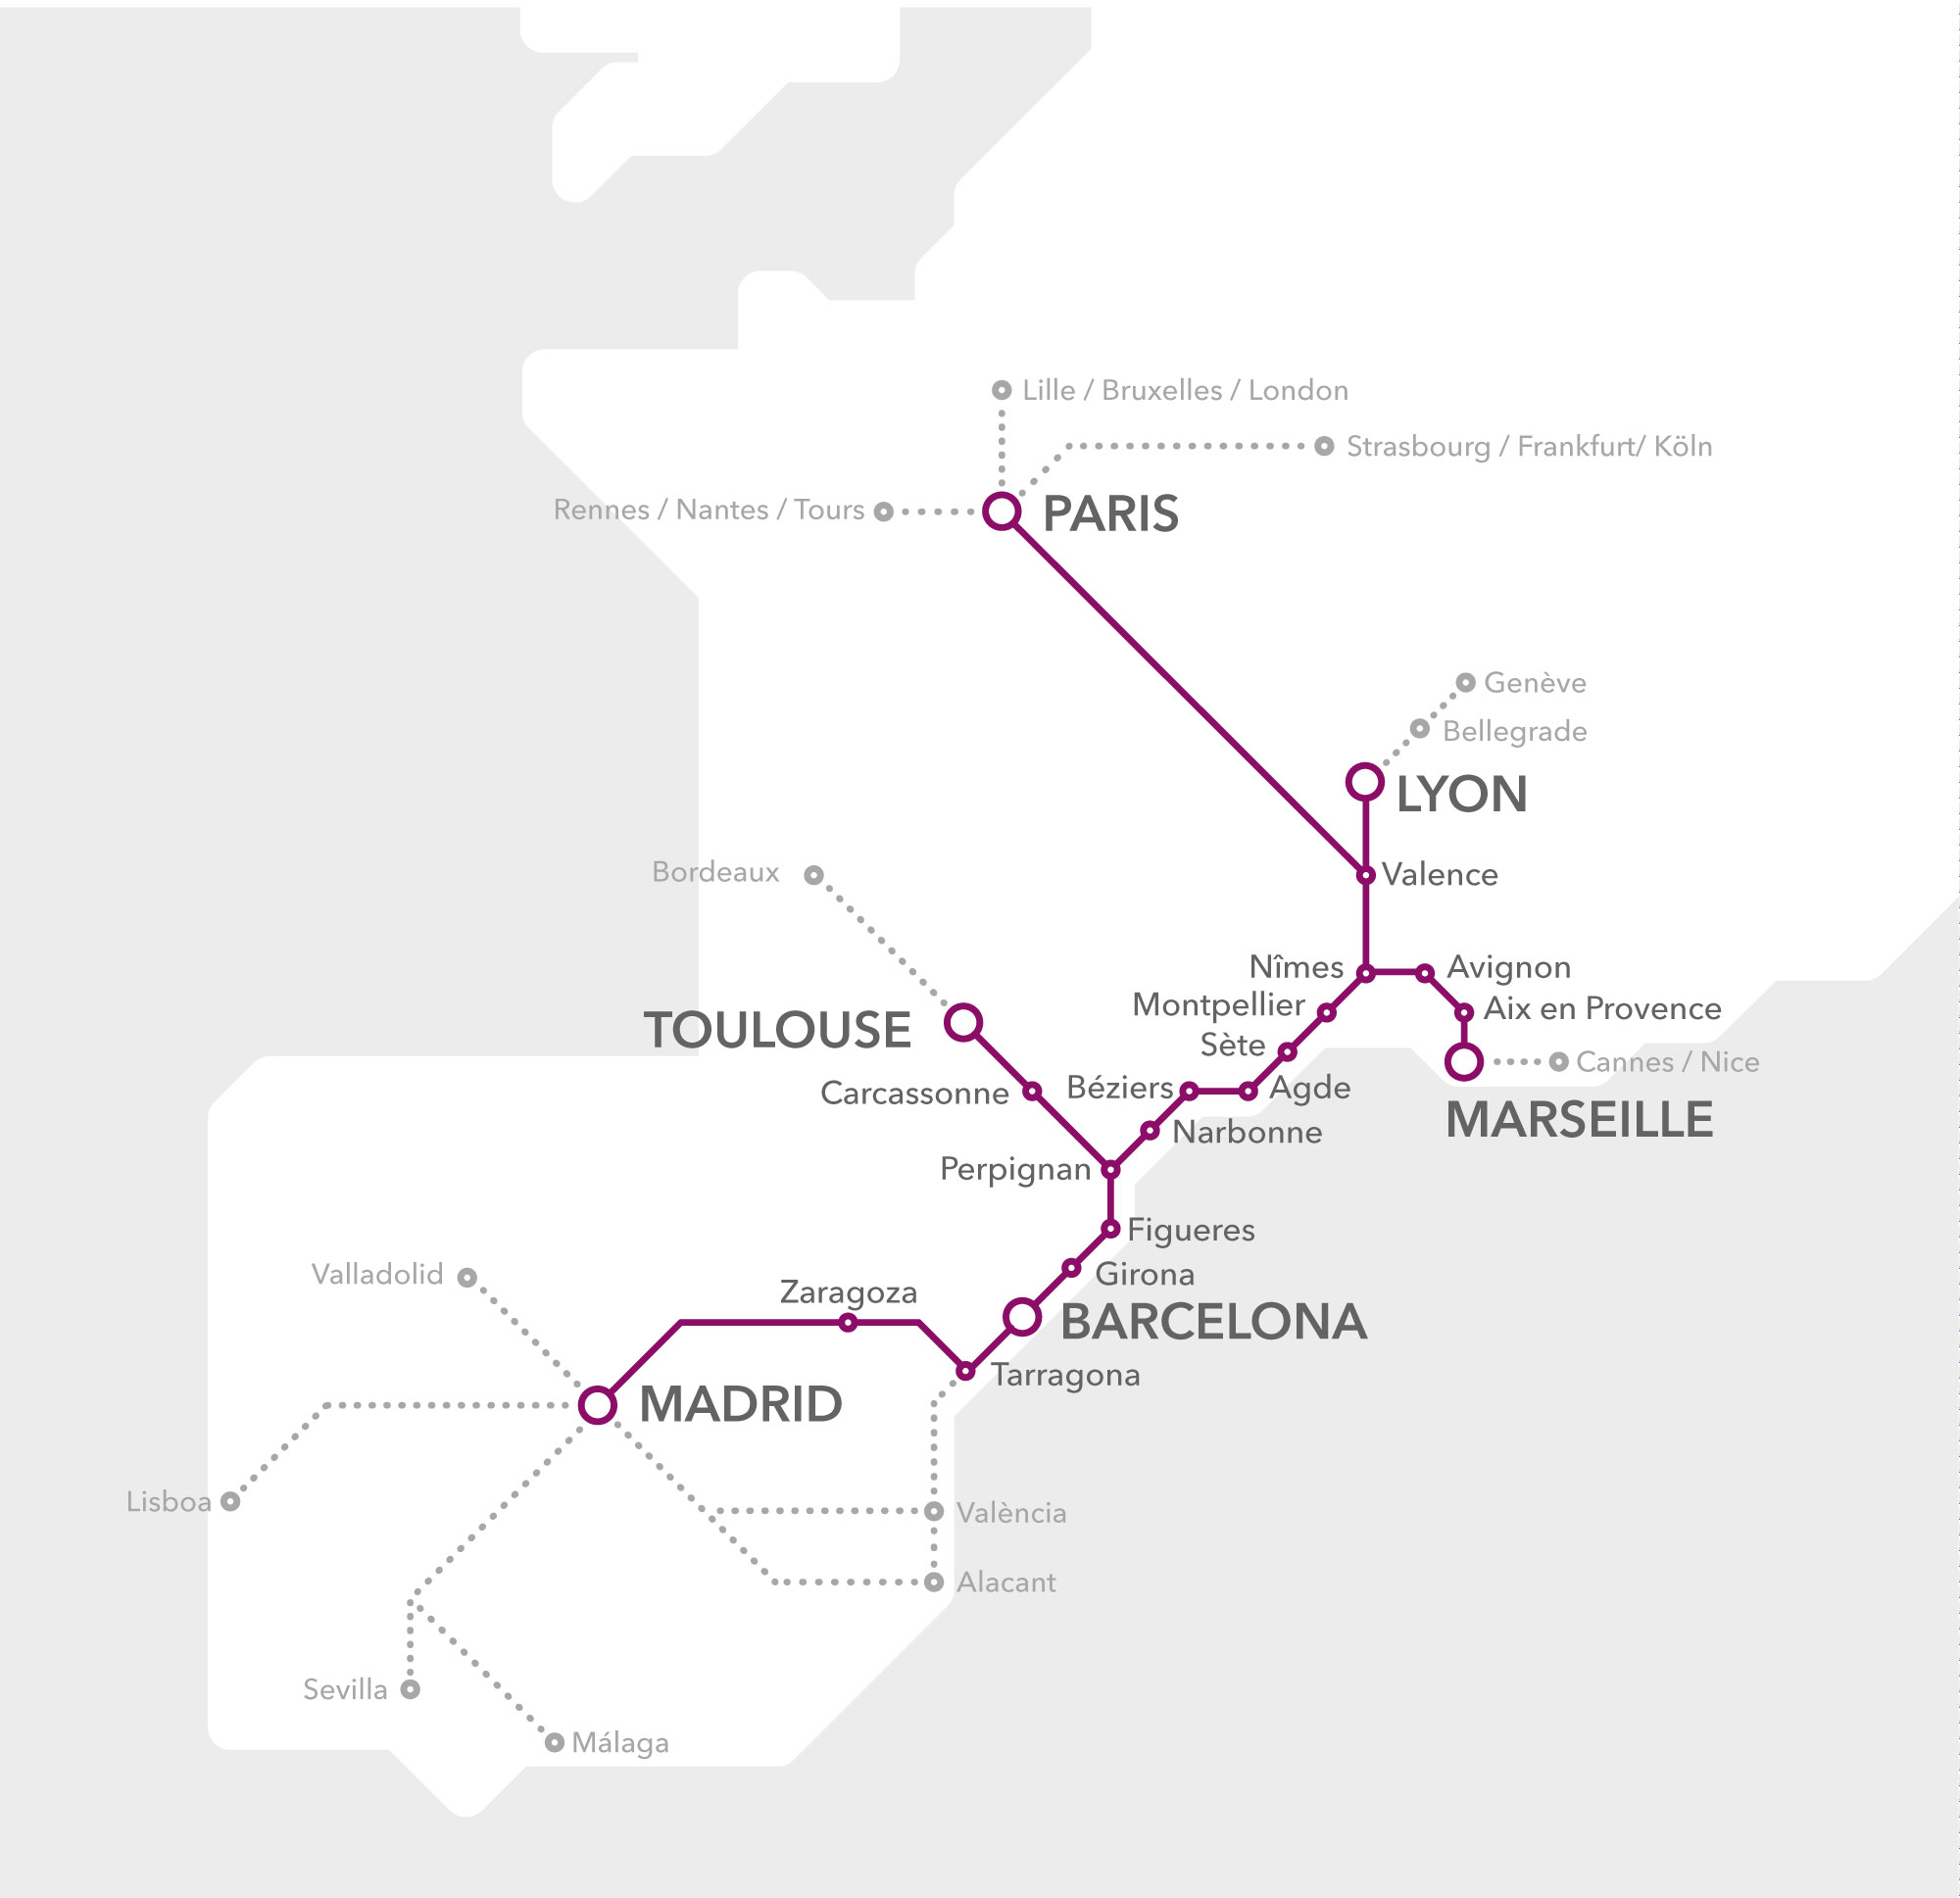 Lille / Bruxelles / London
Strasbourg / Frankfurt/ Köln
Rennes / Nantes / Tours
PARIS
Genève
Bellegrade
LYON
Bordeaux
Valence
Nîmes
Avignon
Montpellier
Aix en Provence
TOULOUSE
Sète
Cannes / Nice
Carcassonne
Béziers
Agde
MARSEILLE
Narbonne
Perpignan
Figueres
Valladolid
Girona
Zaragoza
BARCELONA
Tarragona
MADRID
Lisboa
València
Alacant
Sevilla
Málaga